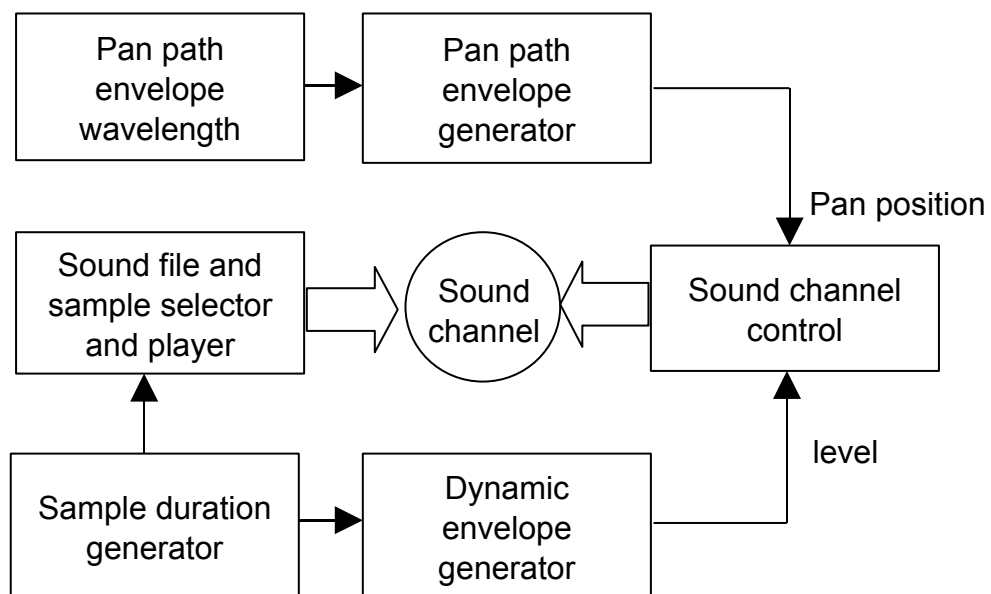 Pan path
envelope
wavelength
Pan path
envelope
generator
Pan position
Sound file and
sample selector
and player
Sound
channel
Sound channel
control
level
Sample duration
generator
Dynamic
envelope
generator